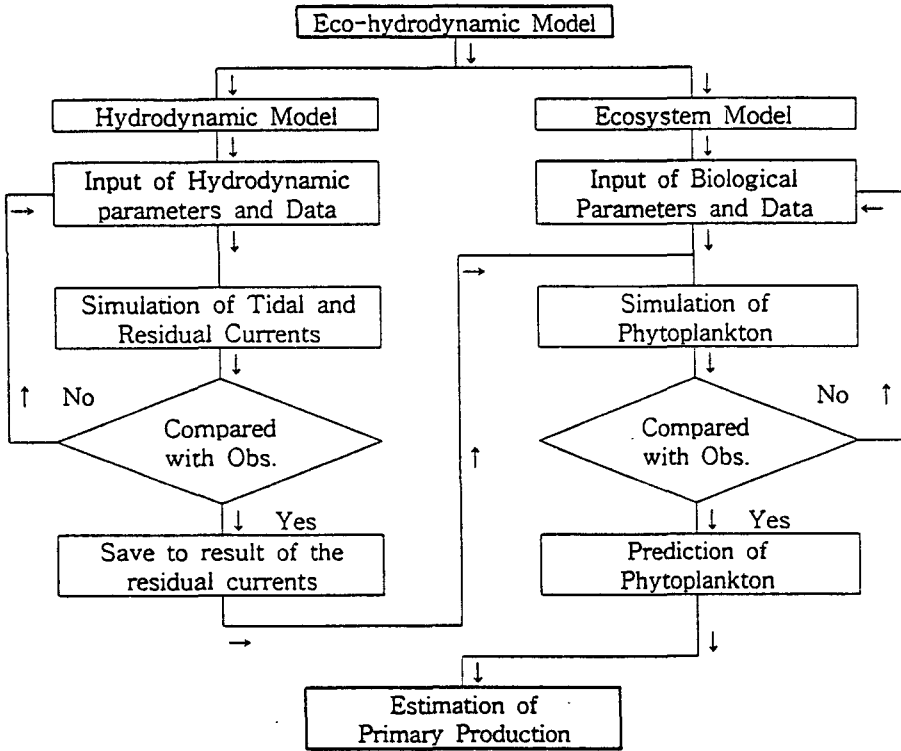 Eco-hydrodynamic Model
Hydrodynamic Model
Input of Hydrodynamic
parameters and Data
Simulation of Tidal and
Residual Currents
No
Compared
with Obs.
Yes
Save to result of the
residual currents
Ecosystem Model
Input of Biological
Parameters and Data
Simulation of
Phytoplankton
No
Compared
with Obs.
Yes
Prediction of
Phytoplankton
Estimation of
Primary Production